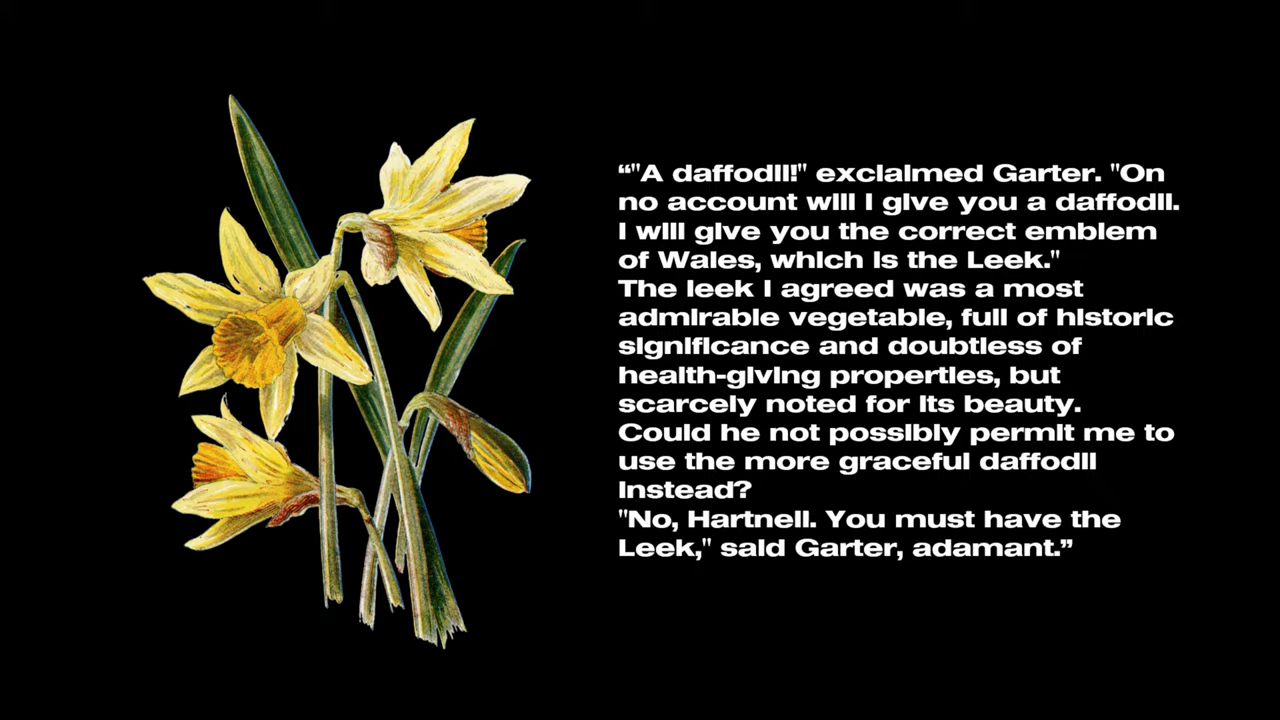 “"A daffodil!" exclaimed Garter. "On
no account will I give you a daffodil.
I will give you the correct emblem
of Wales, which is the Leek."
The leek I agreed was a most
admirable vegetable, full of historic
significance and doubtless of
health-giving properties, but
scarcely noted for its beauty.
Could he not possibly permit me to
use the more graceful daffodil
instead?
"No, Hartnell. You must have the
Leek," said Garter, adamant.”